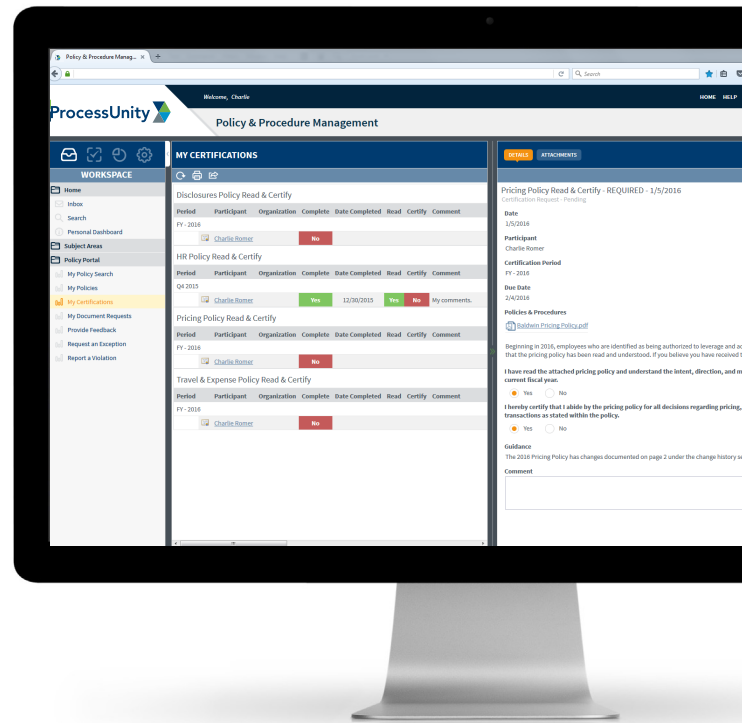 Policy & Procedure Manag...
Search
ProcessUnity
Welcome, Charlie
HOME HELP
Policy & Procedure Management
WORKSPACE
Home
Inbox
Search
Personal Dashboard
Subject Areas
Policy Portal
My Policy Search
My Policies
My Certifications
My Document Requests
Provide Feedback
Request an Exception
Report a Violation
MY CERTIFICATIONS
Disclosures Policy Read & Certify
Period Participant Organization Complete Date Completed Read Certify Comment
FY - 2016
Charlie Romer No
HR Policy Read & Certify
Period Participant Organization Complete Date Completed Read Certify Comment
Q4 2015
Charlie Romer Yes 12/30/2015 Yes No My comments.
Pricing Policy Read & Certify
Period Participant Organization Complete Date Completed Read Certify Comment
FY - 2016
Charlie Romer No
Travel & Expense Policy Read & Certify
Period Participant Organization Complete Date Completed Read Certify Comment
FY - 2016
Charlie Romer No
DETAILS ATTACHMENTS
Pricing Policy Read & Certify - REQUIRED - 1/5/2016
Certification Request - Pending
Date
1/5/2016
Participant
Charlie Romer
Certification Period
FY - 2016
Due Date
2/4/2016
Policies & Procedures
Baldwin Pricing Policy.pdf
Beginning in 2016, employees who are identified as being authorized to leverage and
that the pricing policy has been read and understood. If you believe you have received
I have read the attached pricing policy and understand the intent, direction, and
current fiscal year.
Yes No
I hereby certify that I abide by the pricing policy for all decisions regarding pricing,
transactions as stated within the policy.
Yes No
Guidance
The 2016 Pricing Policy has changes documented on page 2 under the change history
Comment